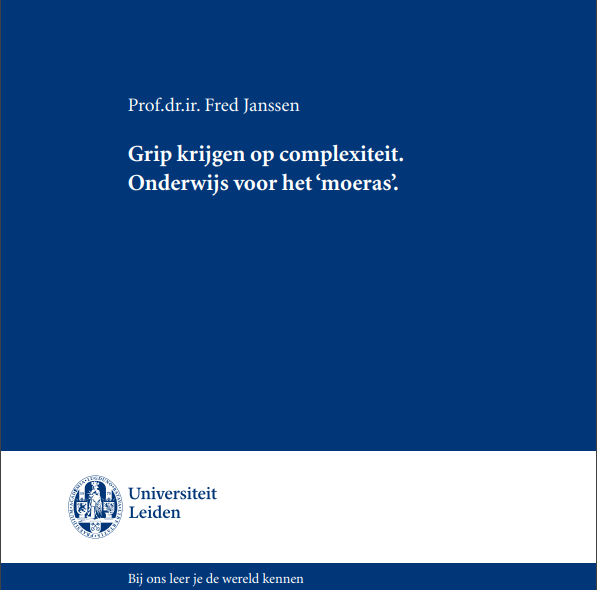 Prof.dr.ir. Fred Janssen
Grip krijgen op complexiteit.
Onderwijs voor het ‘moeras’.
Universiteit
Leiden
Bij ons leer je de wereld kennen